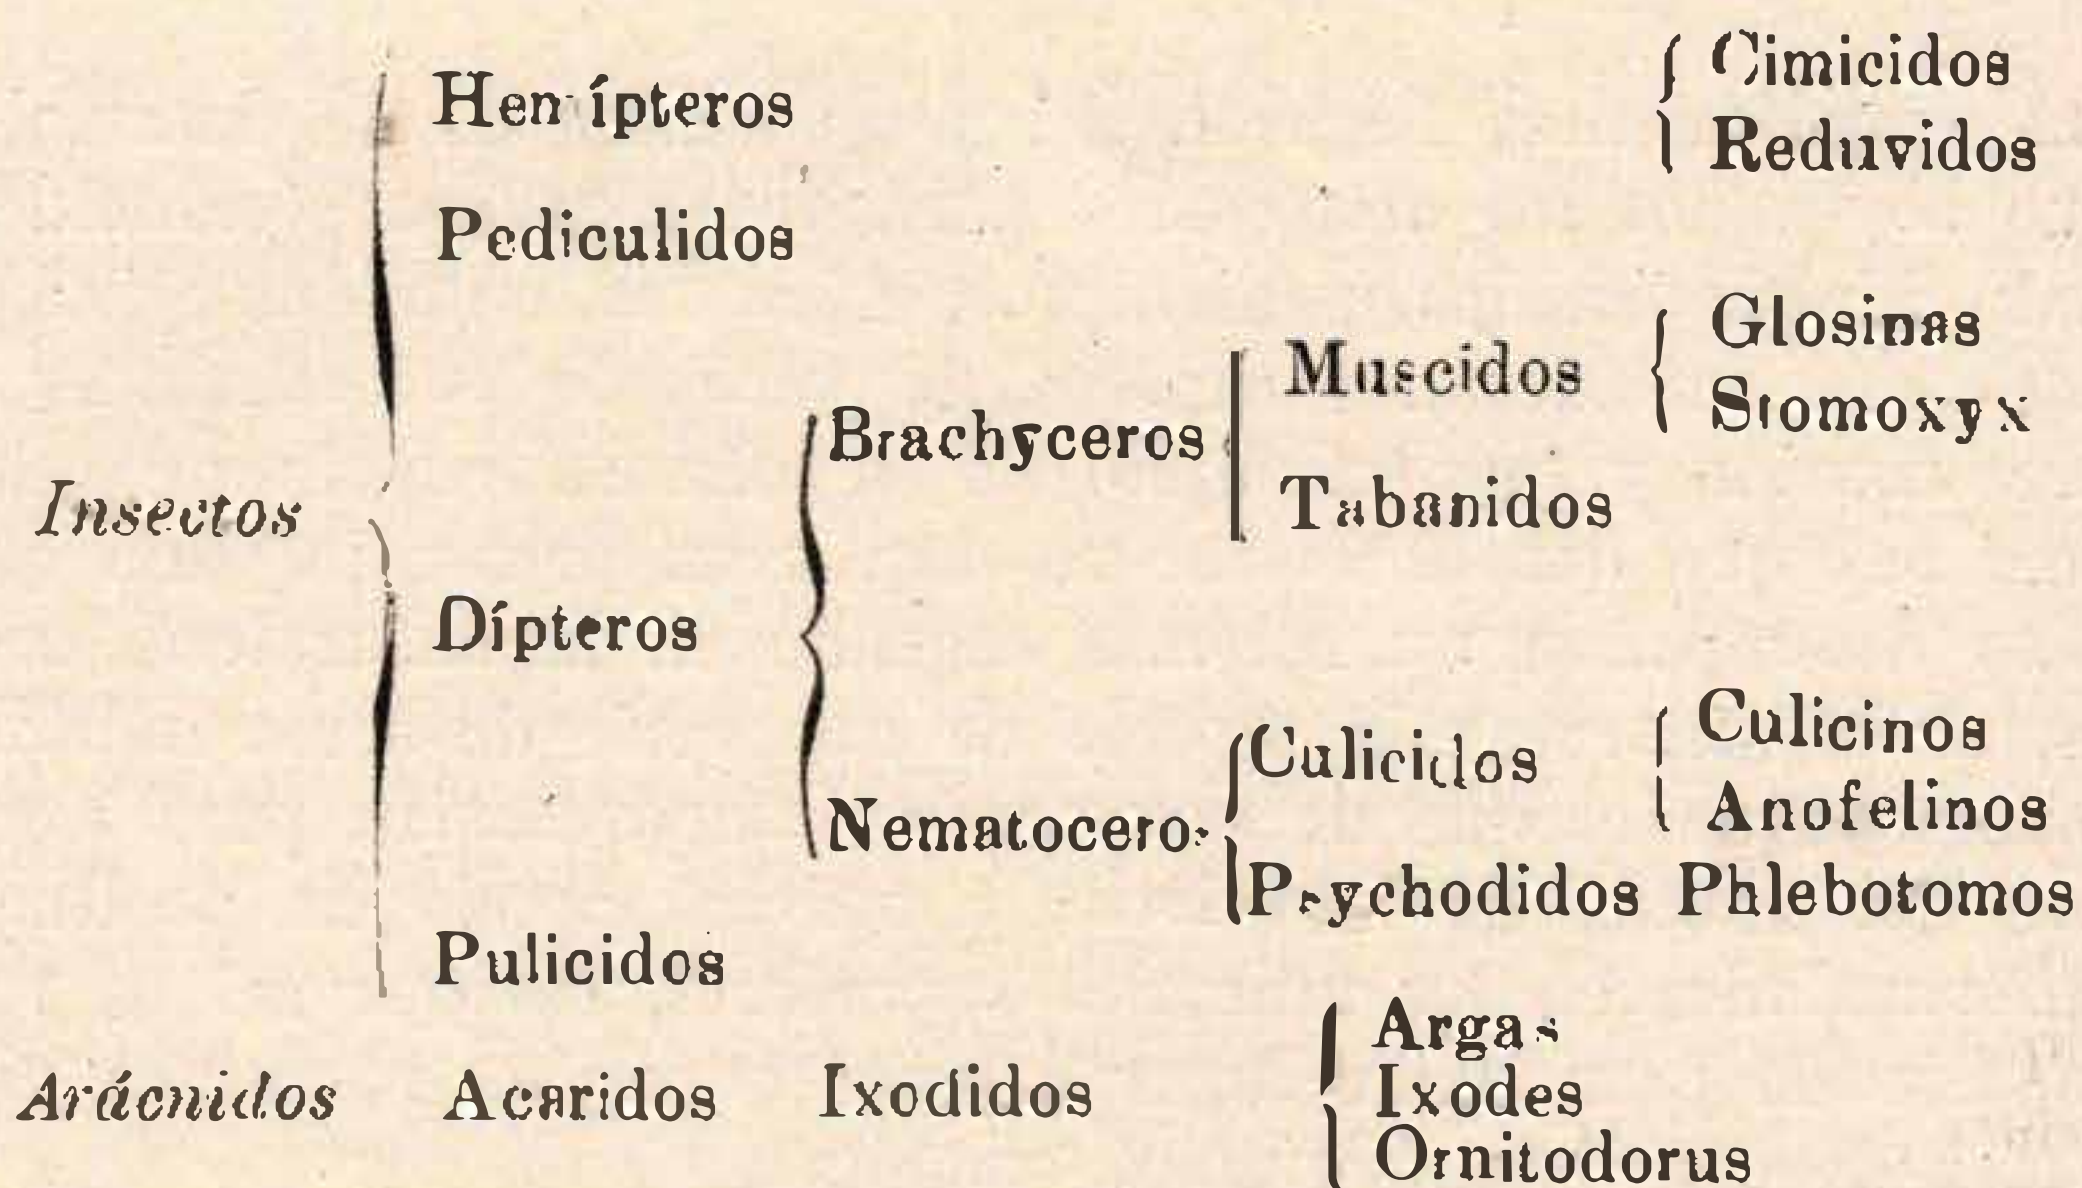 Hemípteros { Cimicidos
Reduvidos
Pediculidos
Insectos
Dípteros
Brachyceros
Muscidos { Glosinas
Stomoxyx
Tabanidos
Nematoceros
Culicidos { Culicinos
Anofelinos
Psychodidos Phlebotomos
Pulicidos
Arácnidos Acaridos Ixodidos { Argas
Ixodes
Ornitodorus